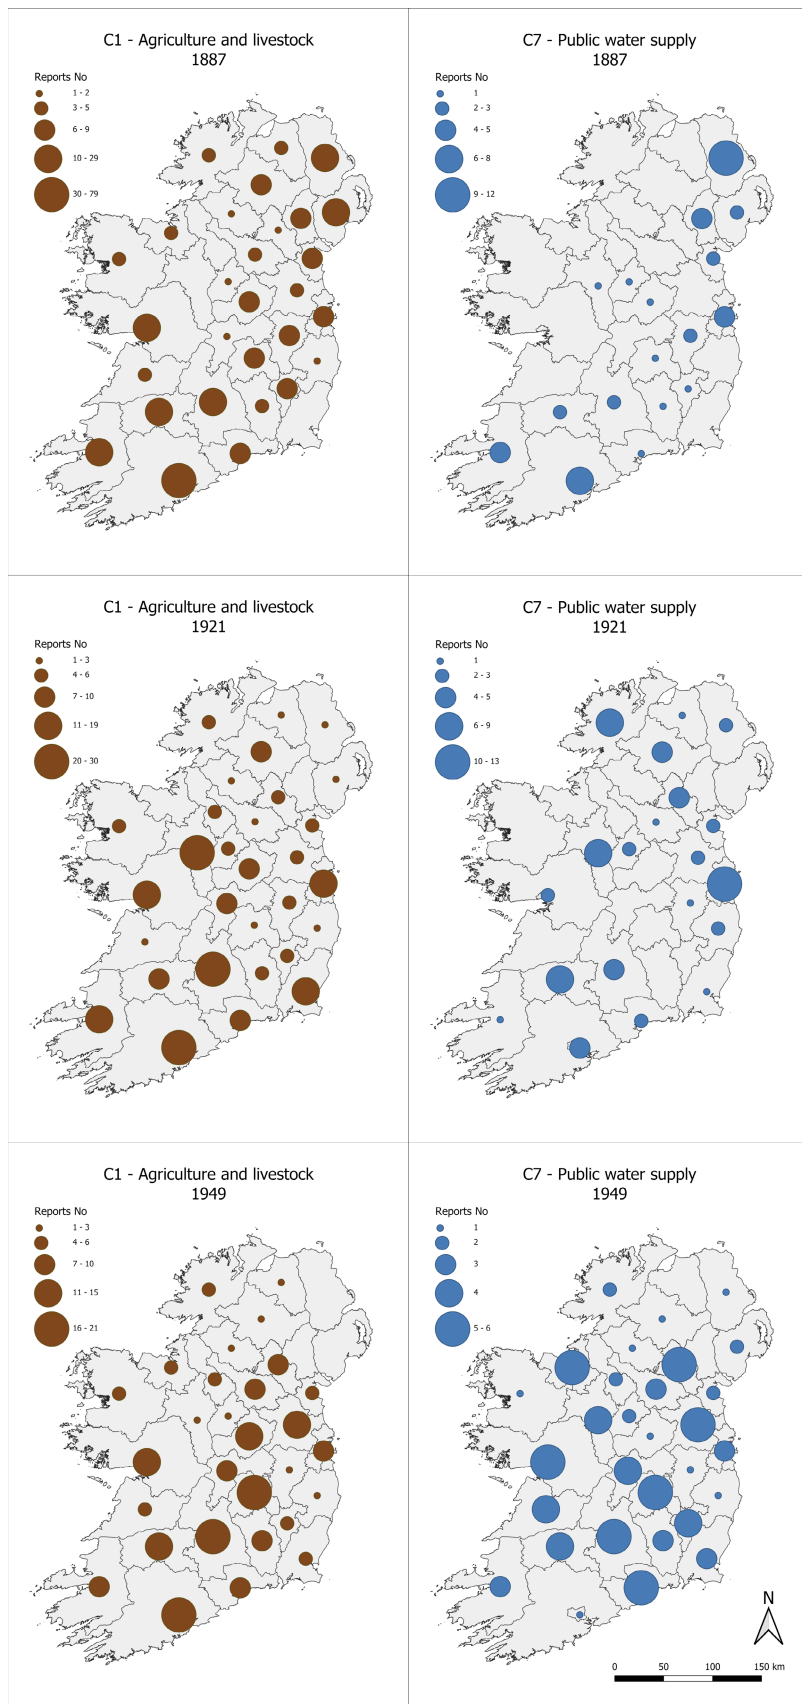 C1 - Agriculture and livestock
1887
Reports No
1 - 2
3 - 5
6 - 9
10 - 29
30 - 79
C7 - Public water supply
1887
Reports No
1
2 - 3
4 - 5
6 - 8
9 - 12
C1 - Agriculture and livestock
1921
Reports No
1 - 3
4 - 6
7 - 10
11 - 19
20 - 30
C7 - Public water supply
1921
Reports No
1
2 - 3
4 - 5
6 - 9
10 - 13
C1 - Agriculture and livestock
1949
Reports No
1 - 3
4 - 6
7 - 10
11 - 15
16 - 21
C7 - Public water supply
1949
Reports No
1
2
3
4
5 - 6
N
0 50 100 150 km